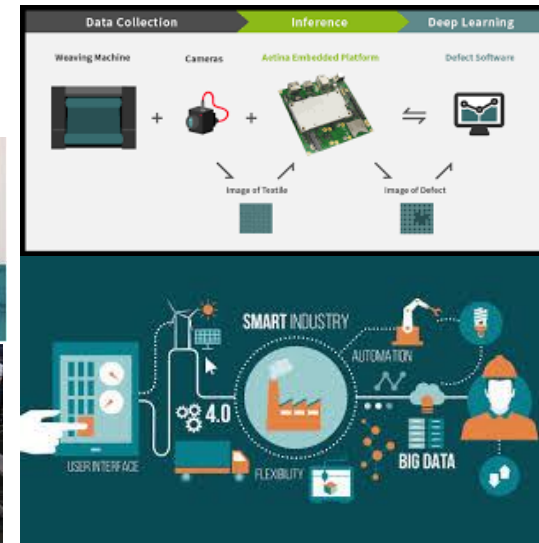 Data Collection
Inference
Deep Learning
Weaving Machine
Cameras
Aetina Embedded Platform
Defect Software
Image of Textile
Image of Defect
SMART INDUSTRY
AUTOMATION
4.0
USER INTERFACE
FLEXIBILITY
BIG DATA